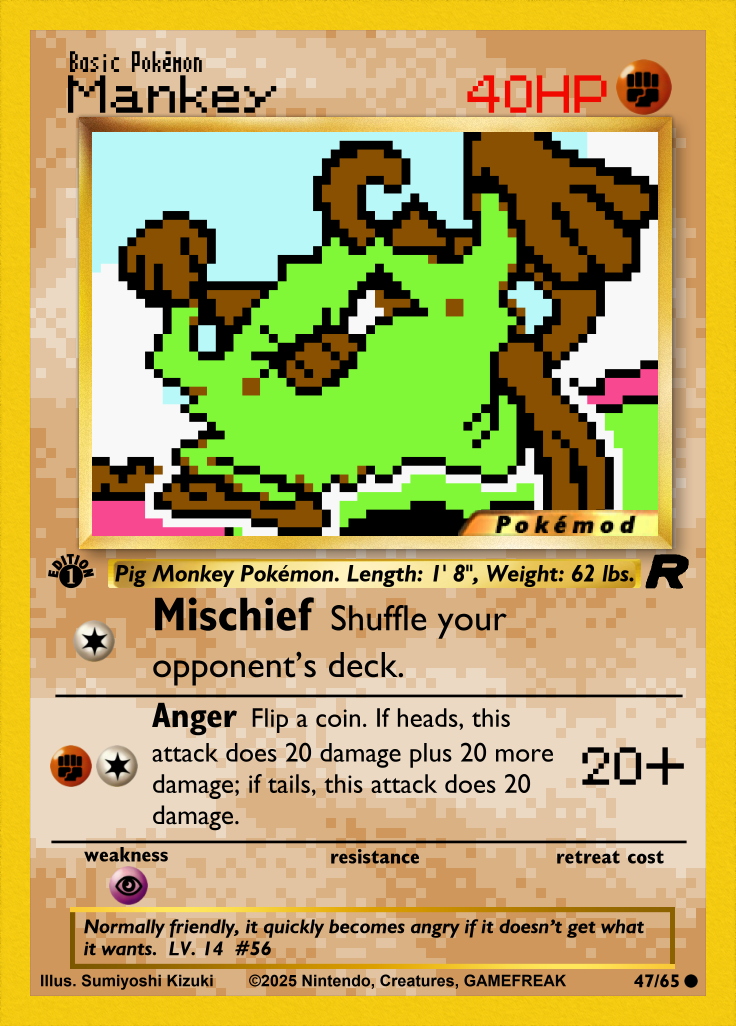 Basic Pokémon
Mankey 40HP
Pokémod
EDITION 1
Pig Monkey Pokémon. Length: 1' 8", Weight: 62 lbs. R
Mischief Shuffle your
opponent's deck.
Anger Flip a coin. If heads, this
attack does 20 damage plus 20 more
damage; if tails, this attack does 20
damage.
20+
weakness resistance retreat cost
Normally friendly, it quickly becomes angry if it doesn't get what
it wants. LV. 14 #56
Illus. Sumiyoshi Kizuki ©2025 Nintendo, Creatures, GAMEFREAK 47/65